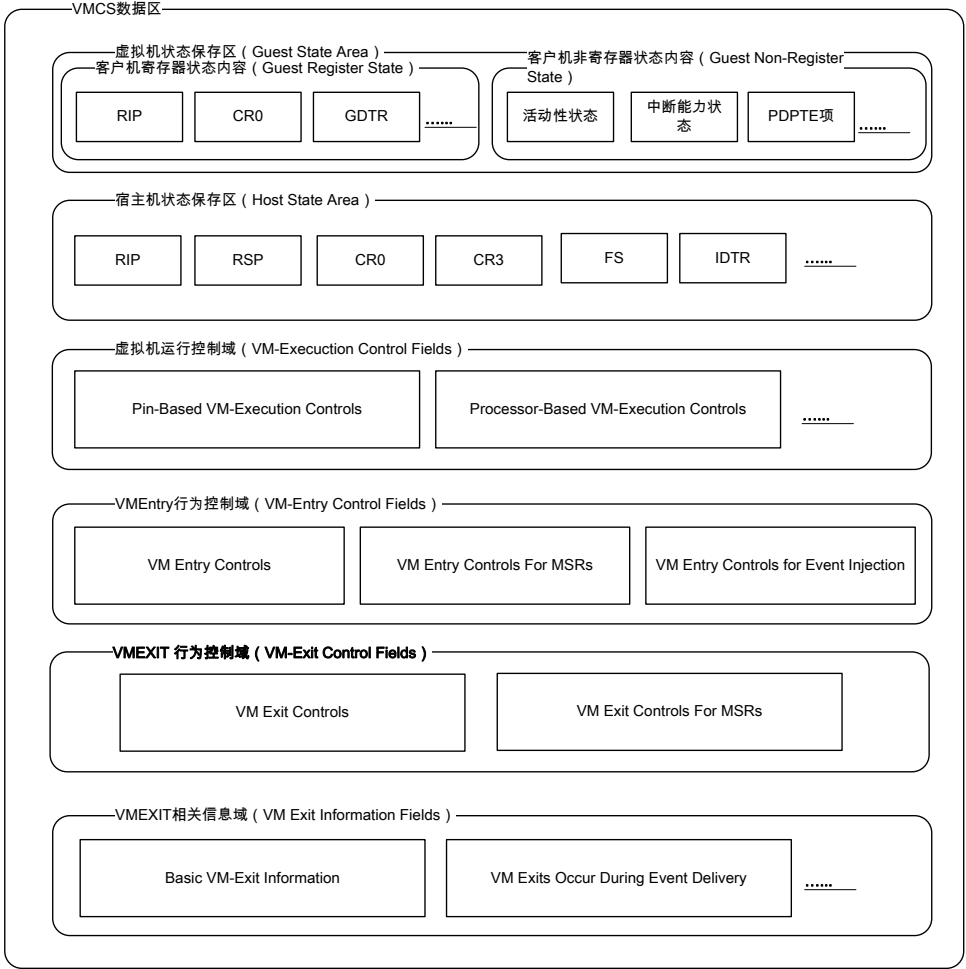 VMCS数据区
虚拟机状态保存区（Guest State Area）
客户机寄存器状态内容（Guest Register State）
RIP
CR0
GDTR
......
客户机非寄存器状态内容（Guest Non-Register
State）
活动性状态
中断能力状
态
PDPTE项
......
宿主机状态保存区（Host State Area）
RIP
RSP
CR0
CR3
FS
IDTR
......
虚拟机运行控制域（VM-Execuction Control Fields）
Pin-Based VM-Execution Controls
Processor-Based VM-Execution Controls
......
VMEntry行为控制域（VM-Entry Control Fields）
VM Entry Controls
VM Entry Controls For MSRs
VM Entry Controls for Event Injection
VMEXIT 行为控制域（VM-Exit Control Fields）
VM Exit Controls
VM Exit Controls For MSRs
VMEXIT相关信息域（VM Exit Information Fields）
Basic VM-Exit Information
VM Exits Occur During Event Delivery
......